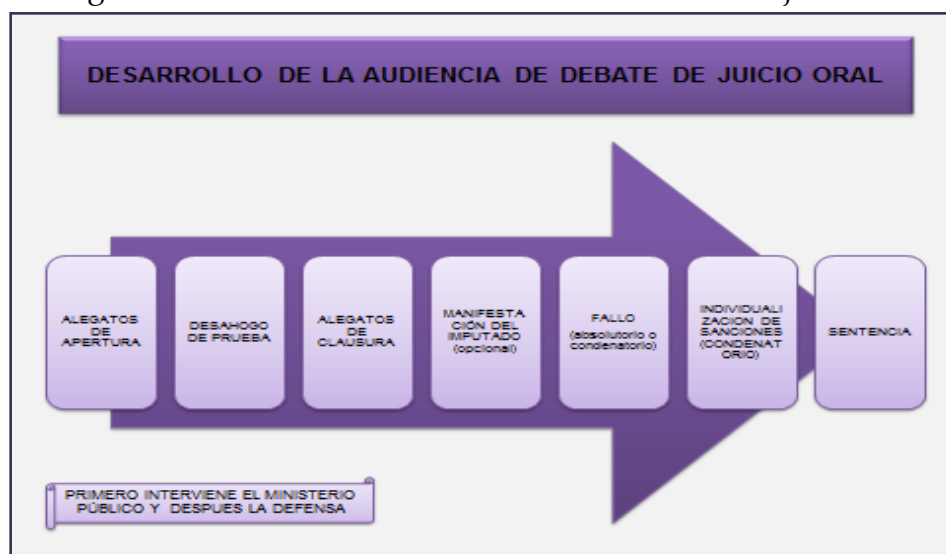 DESARROLLO DE LA AUDIENCIA DE DEBATE DE JUICIO ORAL
ALEGATOS
DE
APERTURA
DESAHOGO
DE PRUEBA
ALEGATOS
DE
CLAUSURA
MANIFESTA
CIÓN DEL
IMPUTADO
(opcional)
FALLO
(absolutorio o
condenatorio)
INDIVIDUALI
ZACION DE
SANCIONES
(CONDENAT
ORIO)
SENTENCIA
PRIMERO INTERVIENE EL MINISTERIO
PÚBLICO Y DESPUES LA DEFENSA